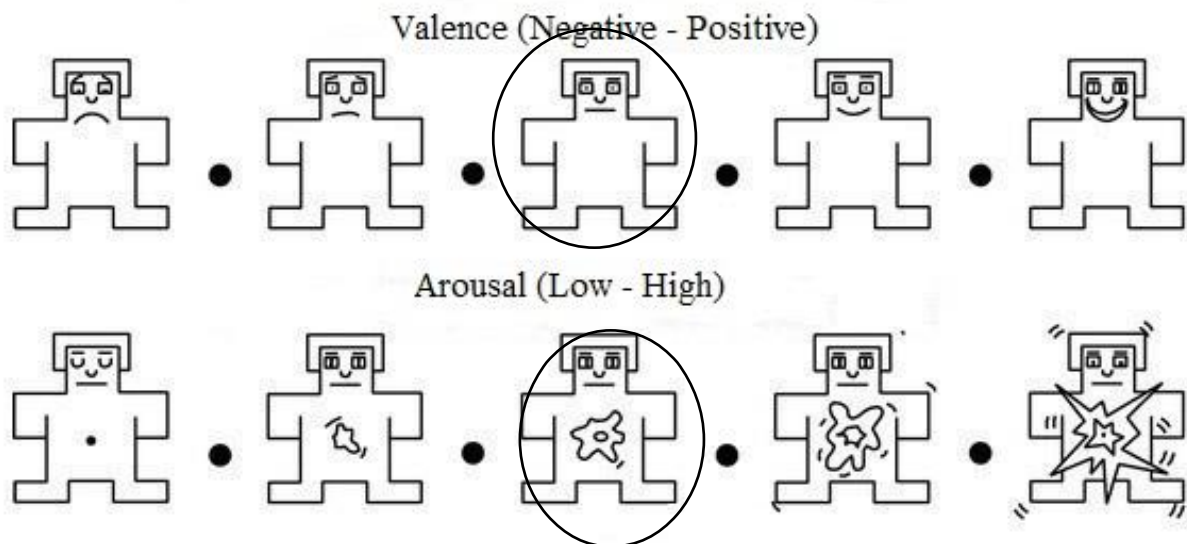 Valence (Negative - Positive)
Arousal (Low - High)